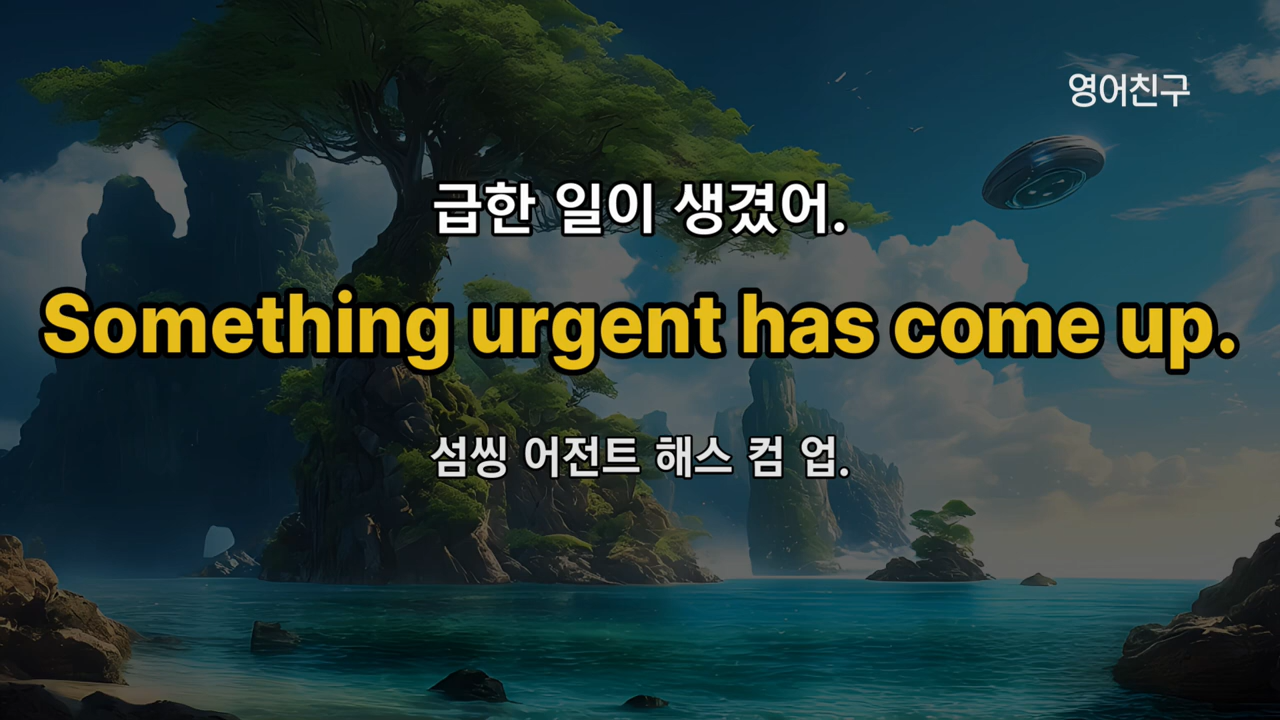 영어친구
급한 일이 생겼어.
Something urgent has come up.
섬씽 어전트 해스 컴 업.